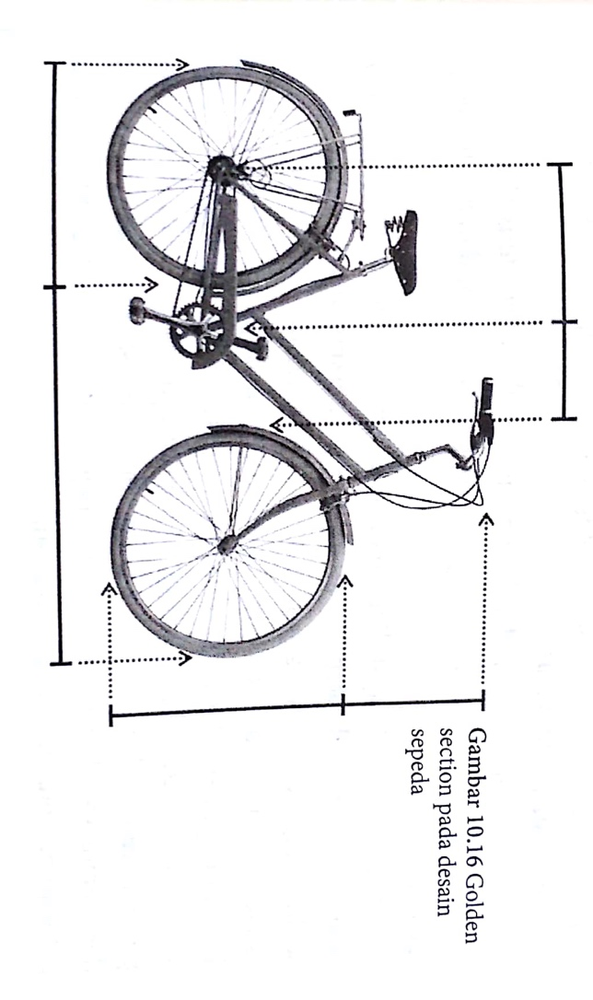 Gambar 10.16 Golden
section pada desain
sepeda